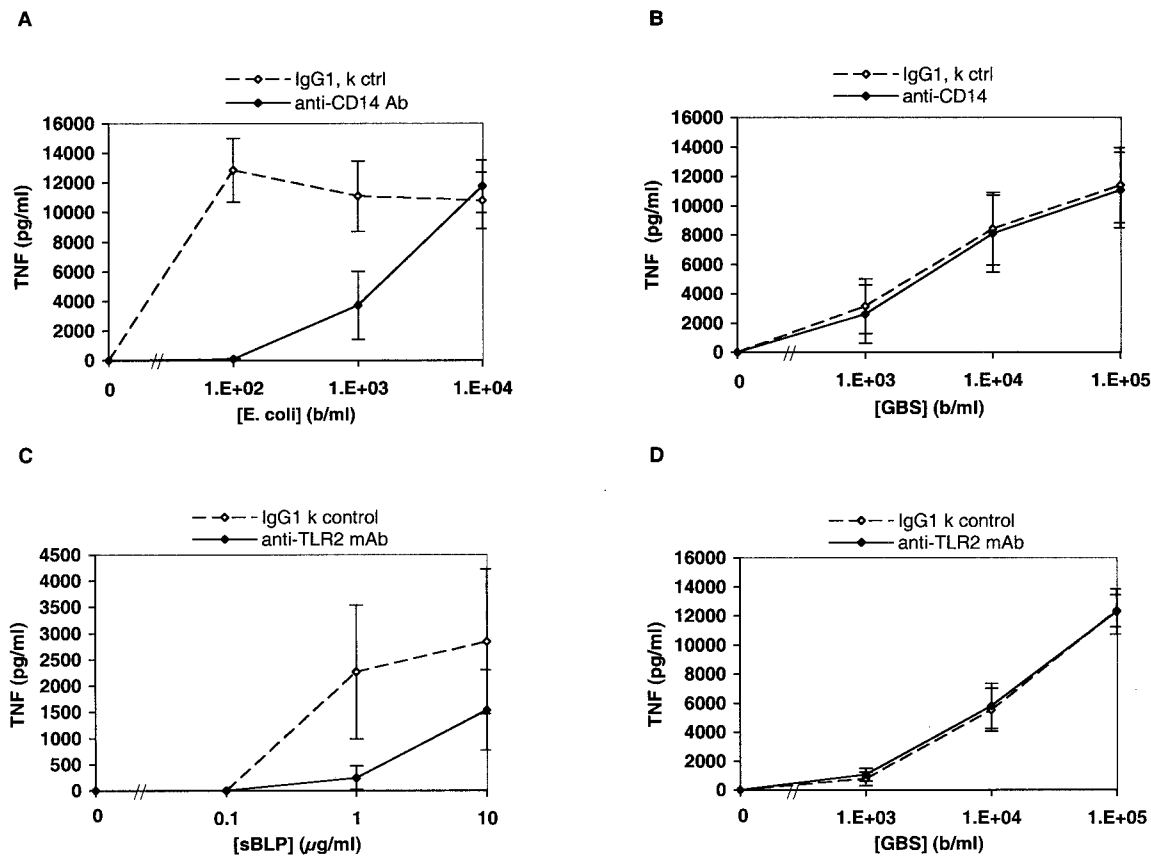 A
IgG1, k ctrl
anti-CD14 Ab
16000
14000
12000
10000
8000
6000
4000
2000
0
TNF (pg/ml)
0 1.E+02 1.E+03 1.E+04
[E. coli] (b/ml)
B
IgG1, k ctrl
anti-CD14
16000
14000
12000
10000
8000
6000
4000
2000
0
TNF (pg/ml)
0 1.E+03 1.E+04 1.E+05
[GBS] (b/ml)
C
IgG1 k control
anti-TLR2 mAb
4500
4000
3500
3000
2500
2000
1500
1000
500
0
TNF (pg/ml)
0 0.1 1 10
[sBLP] (µg/ml)
D
IgG1 k control
anti-TLR2 mAb
16000
14000
12000
10000
8000
6000
4000
2000
0
TNF (pg/ml)
0 1.E+03 1.E+04 1.E+05
[GBS] (b/ml)